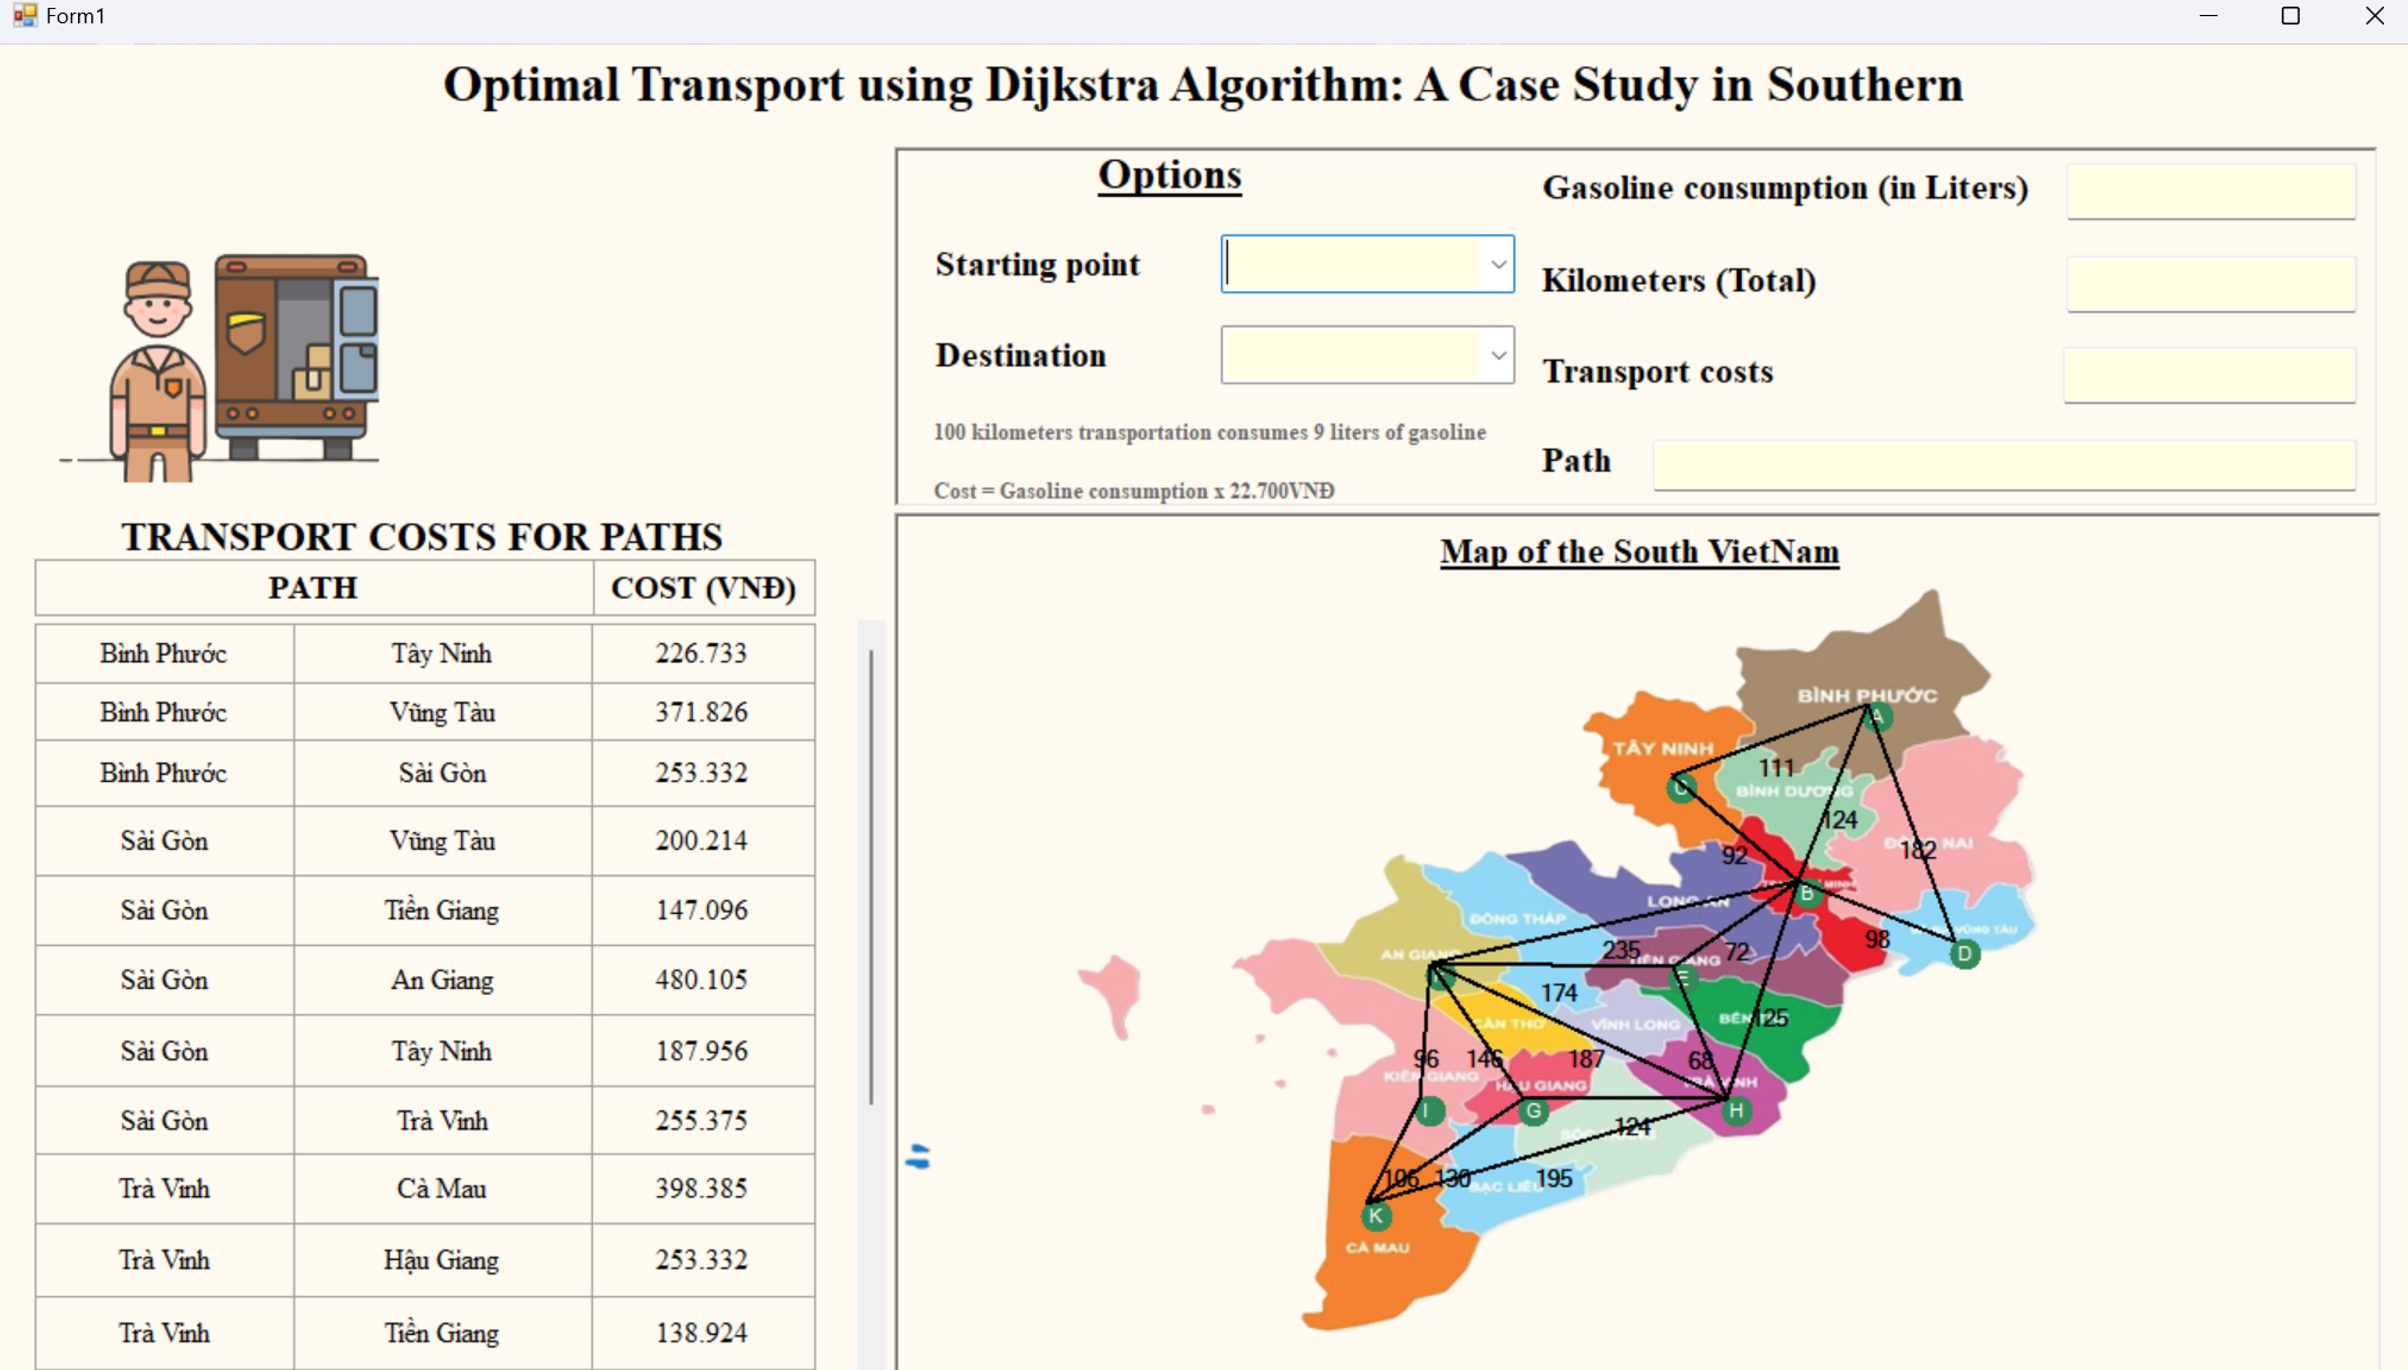 Form1
Optimal Transport using Dijkstra Algorithm: A Case Study in Southern
Options
Starting point
Destination
100 kilometers transportation consumes 9 liters of gasoline
Cost = Gasoline consumption x 22.700VNĐ
Gasoline consumption (in Liters)
Kilometers (Total)
Transport costs
Path
TRANSPORT COSTS FOR PATHS
PATH COST (VNĐ)
Bình Phước Tây Ninh 226.733
Bình Phước Vũng Tàu 371.826
Bình Phước Sài Gòn 253.332
Sài Gòn Vũng Tàu 200.214
Sài Gòn Tiền Giang 147.096
Sài Gòn An Giang 480.105
Sài Gòn Tây Ninh 187.956
Sài Gòn Trà Vinh 255.375
Trà Vinh Cà Mau 398.385
Trà Vinh Hậu Giang 253.332
Trà Vinh Tiền Giang 138.924
Map of the South VietNam
BÌNH PHƯỚC
A
TÂY NINH
111
C
BÌNH DƯƠNG
124
ĐỒNG NAI
182
92
MINH
B
LONG AN
ĐỒNG THÁP
VŨNG TÀU
98
D
AN GIANG
235
72
TIỀN GIANG
E
174
CẦN THƠ
VĨNH LONG
BẾN
125
96
146
187
68
KIÊN GIANG
HẬU GIANG
TRÀ VINH
I
G
H
124
SÓC
106
130
195
BẠC LIÊU
K
CÀ MAU